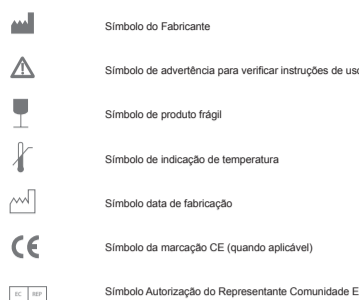 Símbolo do Fabricante
Símbolo de advertência para verificar instruções de uso
Símbolo de produto frágil
Símbolo de indicação de temperatura
Símbolo data de fabricação
CE Símbolo da marcação CE (quando aplicável)
EC REP Símbolo Autorização do Representante Comunidade E